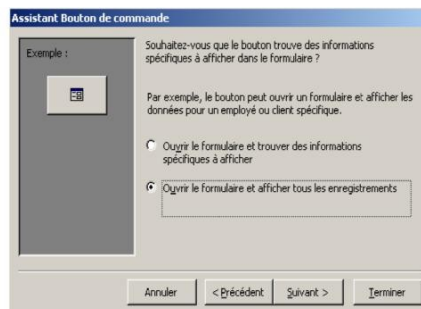 Assistant Bouton de commande
Exemple :
Souhaitez-vous que le bouton trouve des informations
spécifiques à afficher dans le formulaire ?
Par exemple, le bouton peut ouvrir un formulaire et afficher les
données pour un employé ou client spécifique.
Ouvrir le formulaire et trouver des informations
spécifiques à afficher
Ouvrir le formulaire et afficher tous les enregistrements
Annuler
< Précédent
Suivant >
Terminer